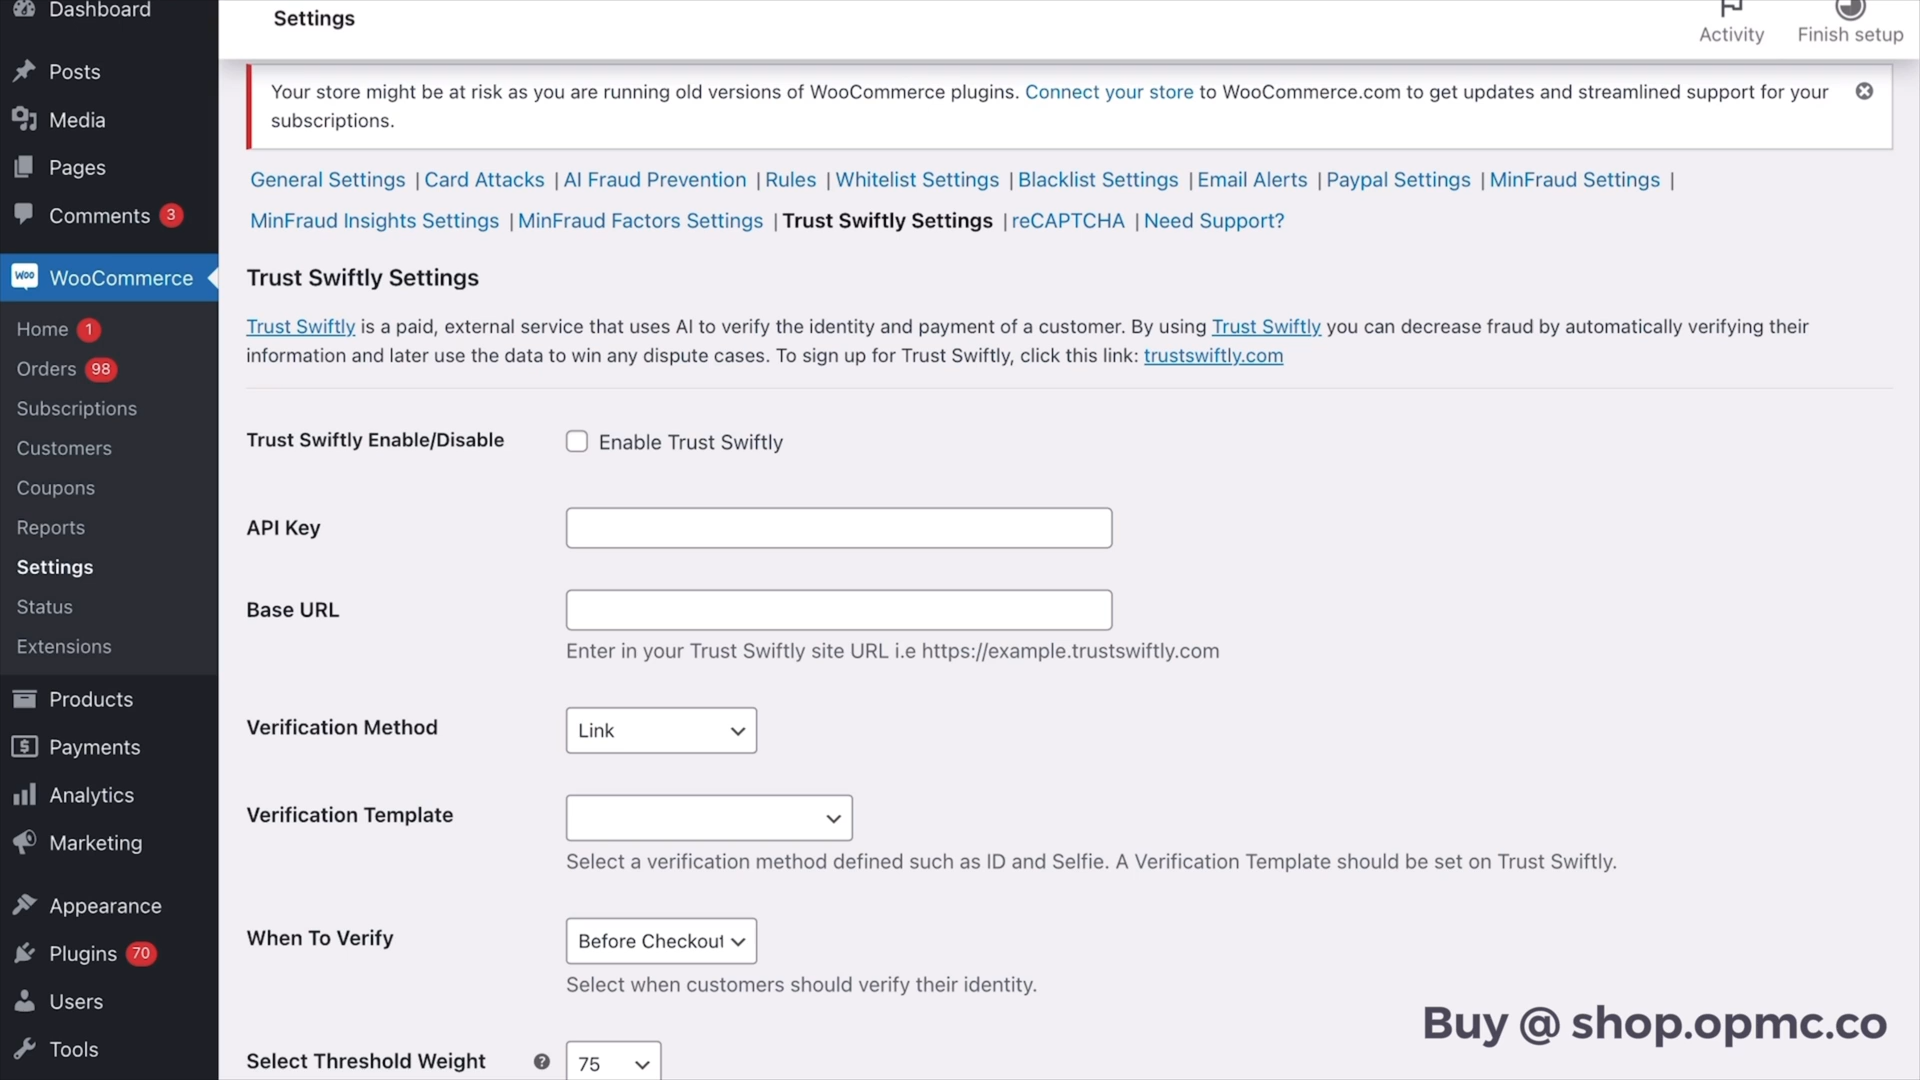 Dashboard
Settings
Activity
Finish setup
Posts
Media
Pages
Comments 3
WooCommerce
Home 1
Orders 98
Subscriptions
Customers
Coupons
Reports
Settings
Status
Extensions
Products
Payments
Analytics
Marketing
Appearance
Plugins 70
Users
Tools
Your store might be at risk as you are running old versions of WooCommerce plugins. Connect your store to WooCommerce.com to get updates and streamlined support for your
subscriptions.
General Settings | Card Attacks | AI Fraud Prevention | Rules | Whitelist Settings | Blacklist Settings | Email Alerts | Paypal Settings | MinFraud Settings |
MinFraud Insights Settings | MinFraud Factors Settings | Trust Swiftly Settings | reCAPTCHA | Need Support?
Trust Swiftly Settings
Trust Swiftly is a paid, external service that uses AI to verify the identity and payment of a customer. By using Trust Swiftly you can decrease fraud by automatically verifying their
information and later use the data to win any dispute cases. To sign up for Trust Swiftly, click this link: trustswiftly.com
Trust Swiftly Enable/Disable
Enable Trust Swiftly
API Key
Base URL
Enter in your Trust Swiftly site URL i.e https://example.trustswiftly.com
Verification Method
Link
Verification Template
Select a verification method defined such as ID and Selfie. A Verification Template should be set on Trust Swiftly.
When To Verify
Before Checkout
Select when customers should verify their identity.
Select Threshold Weight
?
75
Buy @ shop.opmc.co